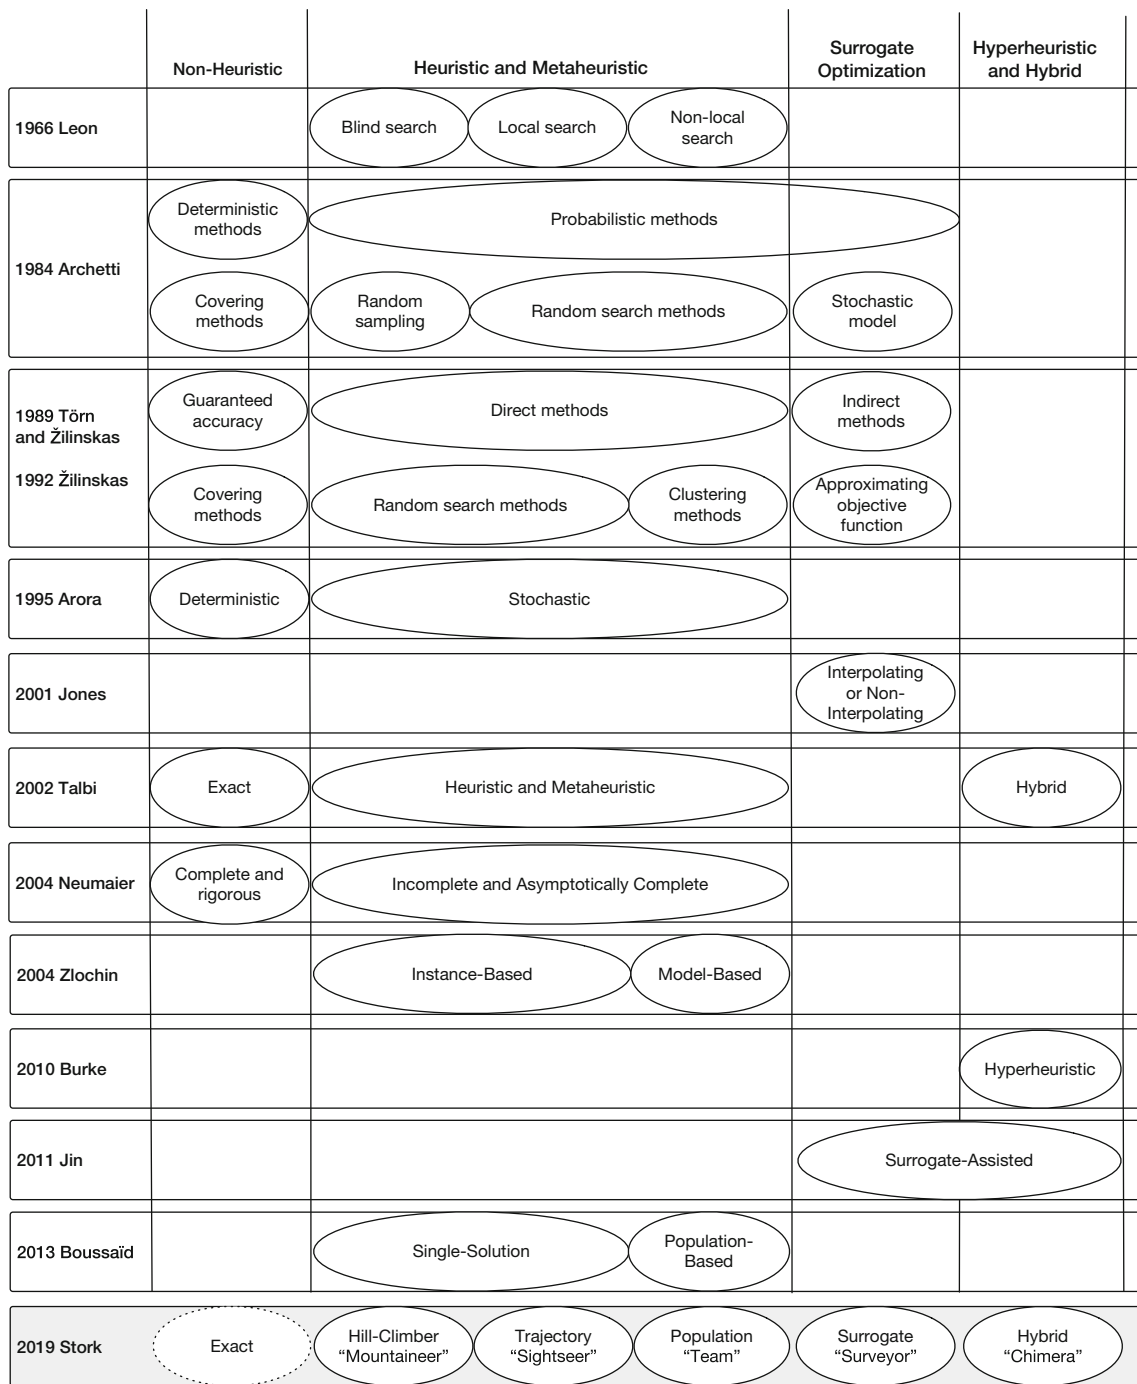 Non-Heuristic
Heuristic and Metaheuristic
Surrogate
Optimization
Hyperheuristic
and Hybrid
1966 Leon
Blind search
Local search
Non-local
search
1984 Archetti
Deterministic
methods
Probabilistic methods
Covering
methods
Random
sampling
Random search methods
Stochastic
model
1989 Törn
and Žilinskas
1992 Žilinskas
Guaranteed
accuracy
Direct methods
Indirect
methods
Covering
methods
Random search methods
Clustering
methods
Approximating
objective
function
1995 Arora
Deterministic
Stochastic
2001 Jones
Interpolating
or Non-
Interpolating
2002 Talbi
Exact
Heuristic and Metaheuristic
Hybrid
2004 Neumaier
Complete and
rigorous
Incomplete and Asymptotically Complete
2004 Zlochin
Instance-Based
Model-Based
2010 Burke
Hyperheuristic
2011 Jin
Surrogate-Assisted
2013 Boussaïd
Single-Solution
Population-
Based
2019 Stork
Exact
Hill-Climber
“Mountaineer”
Trajectory
“Sightseer”
Population
“Team”
Surrogate
“Surveyor”
Hybrid
“Chimera”